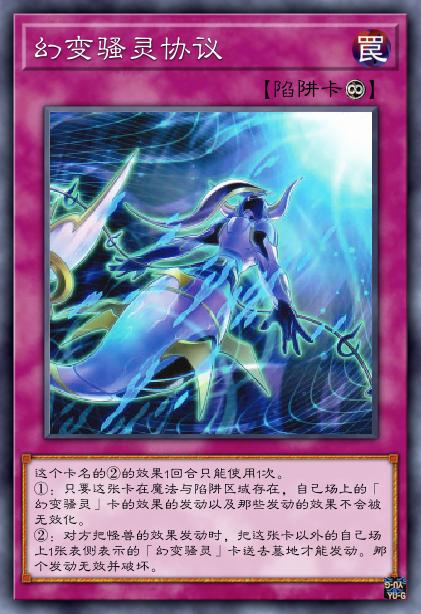 幻变骚灵协议
罠
【陷阱卡】
这个卡名的②的效果1回合只能使用1次。
①：只要这张卡在魔法与陷阱区域存在，自己场上的「
幻变骚灵」卡的效果的发动以及那些发动的效果不会被
无效化。
②：对方把怪兽的效果发动时，把这张卡以外的自己场
上1张表侧表示的「幻变骚灵」卡送去墓地才能发动。那
个发动无效并破坏。